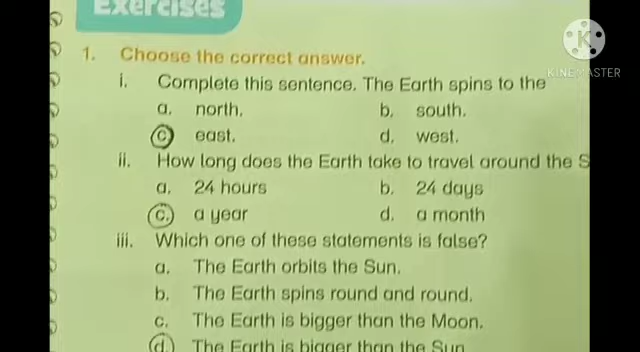 Exercises
1. Choose the correct answer.
KINEMASTER
i. Complete this sentence. The Earth spins to the
a. north. b. south.
c. east. d. west.
ii. How long does the Earth take to travel around the S
a. 24 hours b. 24 days
c. a year d. a month
iii. Which one of these statements is false?
a. The Earth orbits the Sun.
b. The Earth spins round and round.
c. The Earth is bigger than the Moon.
d. The Earth is bigger than the Sun